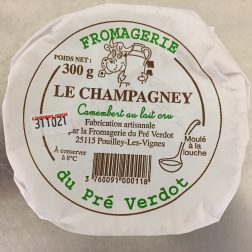 FROMAGERIE
POIDS NET:
300 g
LE CHAMPAGNEY
311021
Camembert au lait cru
Fabrication artisanale
par la Fromagerie du Pré Verdot
25115 Pouilley-Les-Vignes
Moulé
à la
louche
À conserver
à 8°C
3 760091 000118
du Pré Verdot